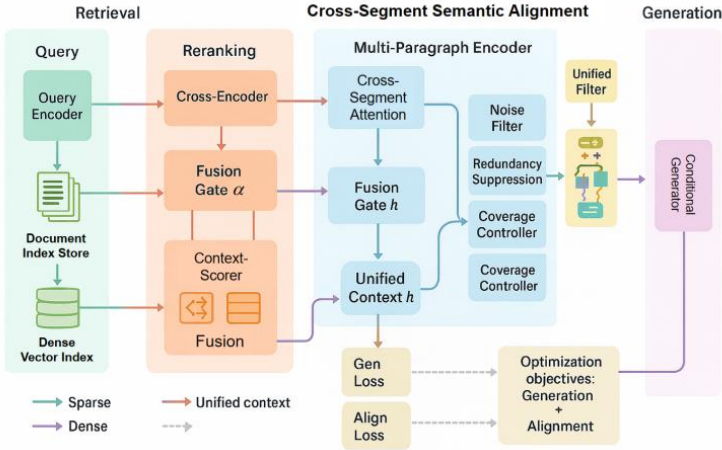 Retrieval
Cross-Segment Semantic Alignment
Generation
Query
Query
Encoder
Document
Index Store
Dense
Vector Index
Reranking
Cross-Encoder
Fusion
Gate α
Context-
Scorer
Fusion
Multi-Paragraph Encoder
Cross-
Segment
Attention
Fusion
Gate h
Unified
Context h
Noise
Filter
Redundancy
Suppression
Coverage
Controller
Coverage
Controller
Unified
Filter
Conditional
Generator
Gen
Loss
Align
Loss
Optimization
objectives:
Generation
+
Alignment
Sparse
Unified context
Dense